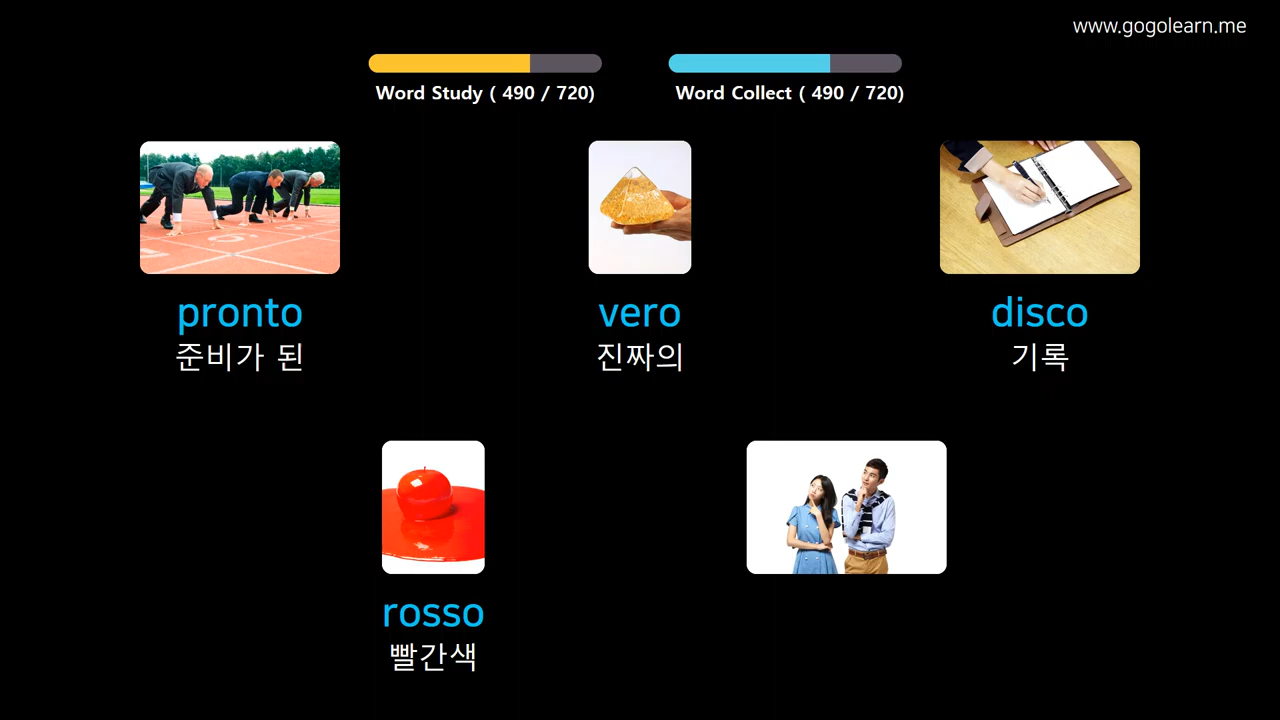 www.gogolearn.me
Word Study ( 490 / 720)
Word Collect ( 490 / 720)
pronto
준비가 된
vero
진짜의
disco
기록
rosso
빨간색